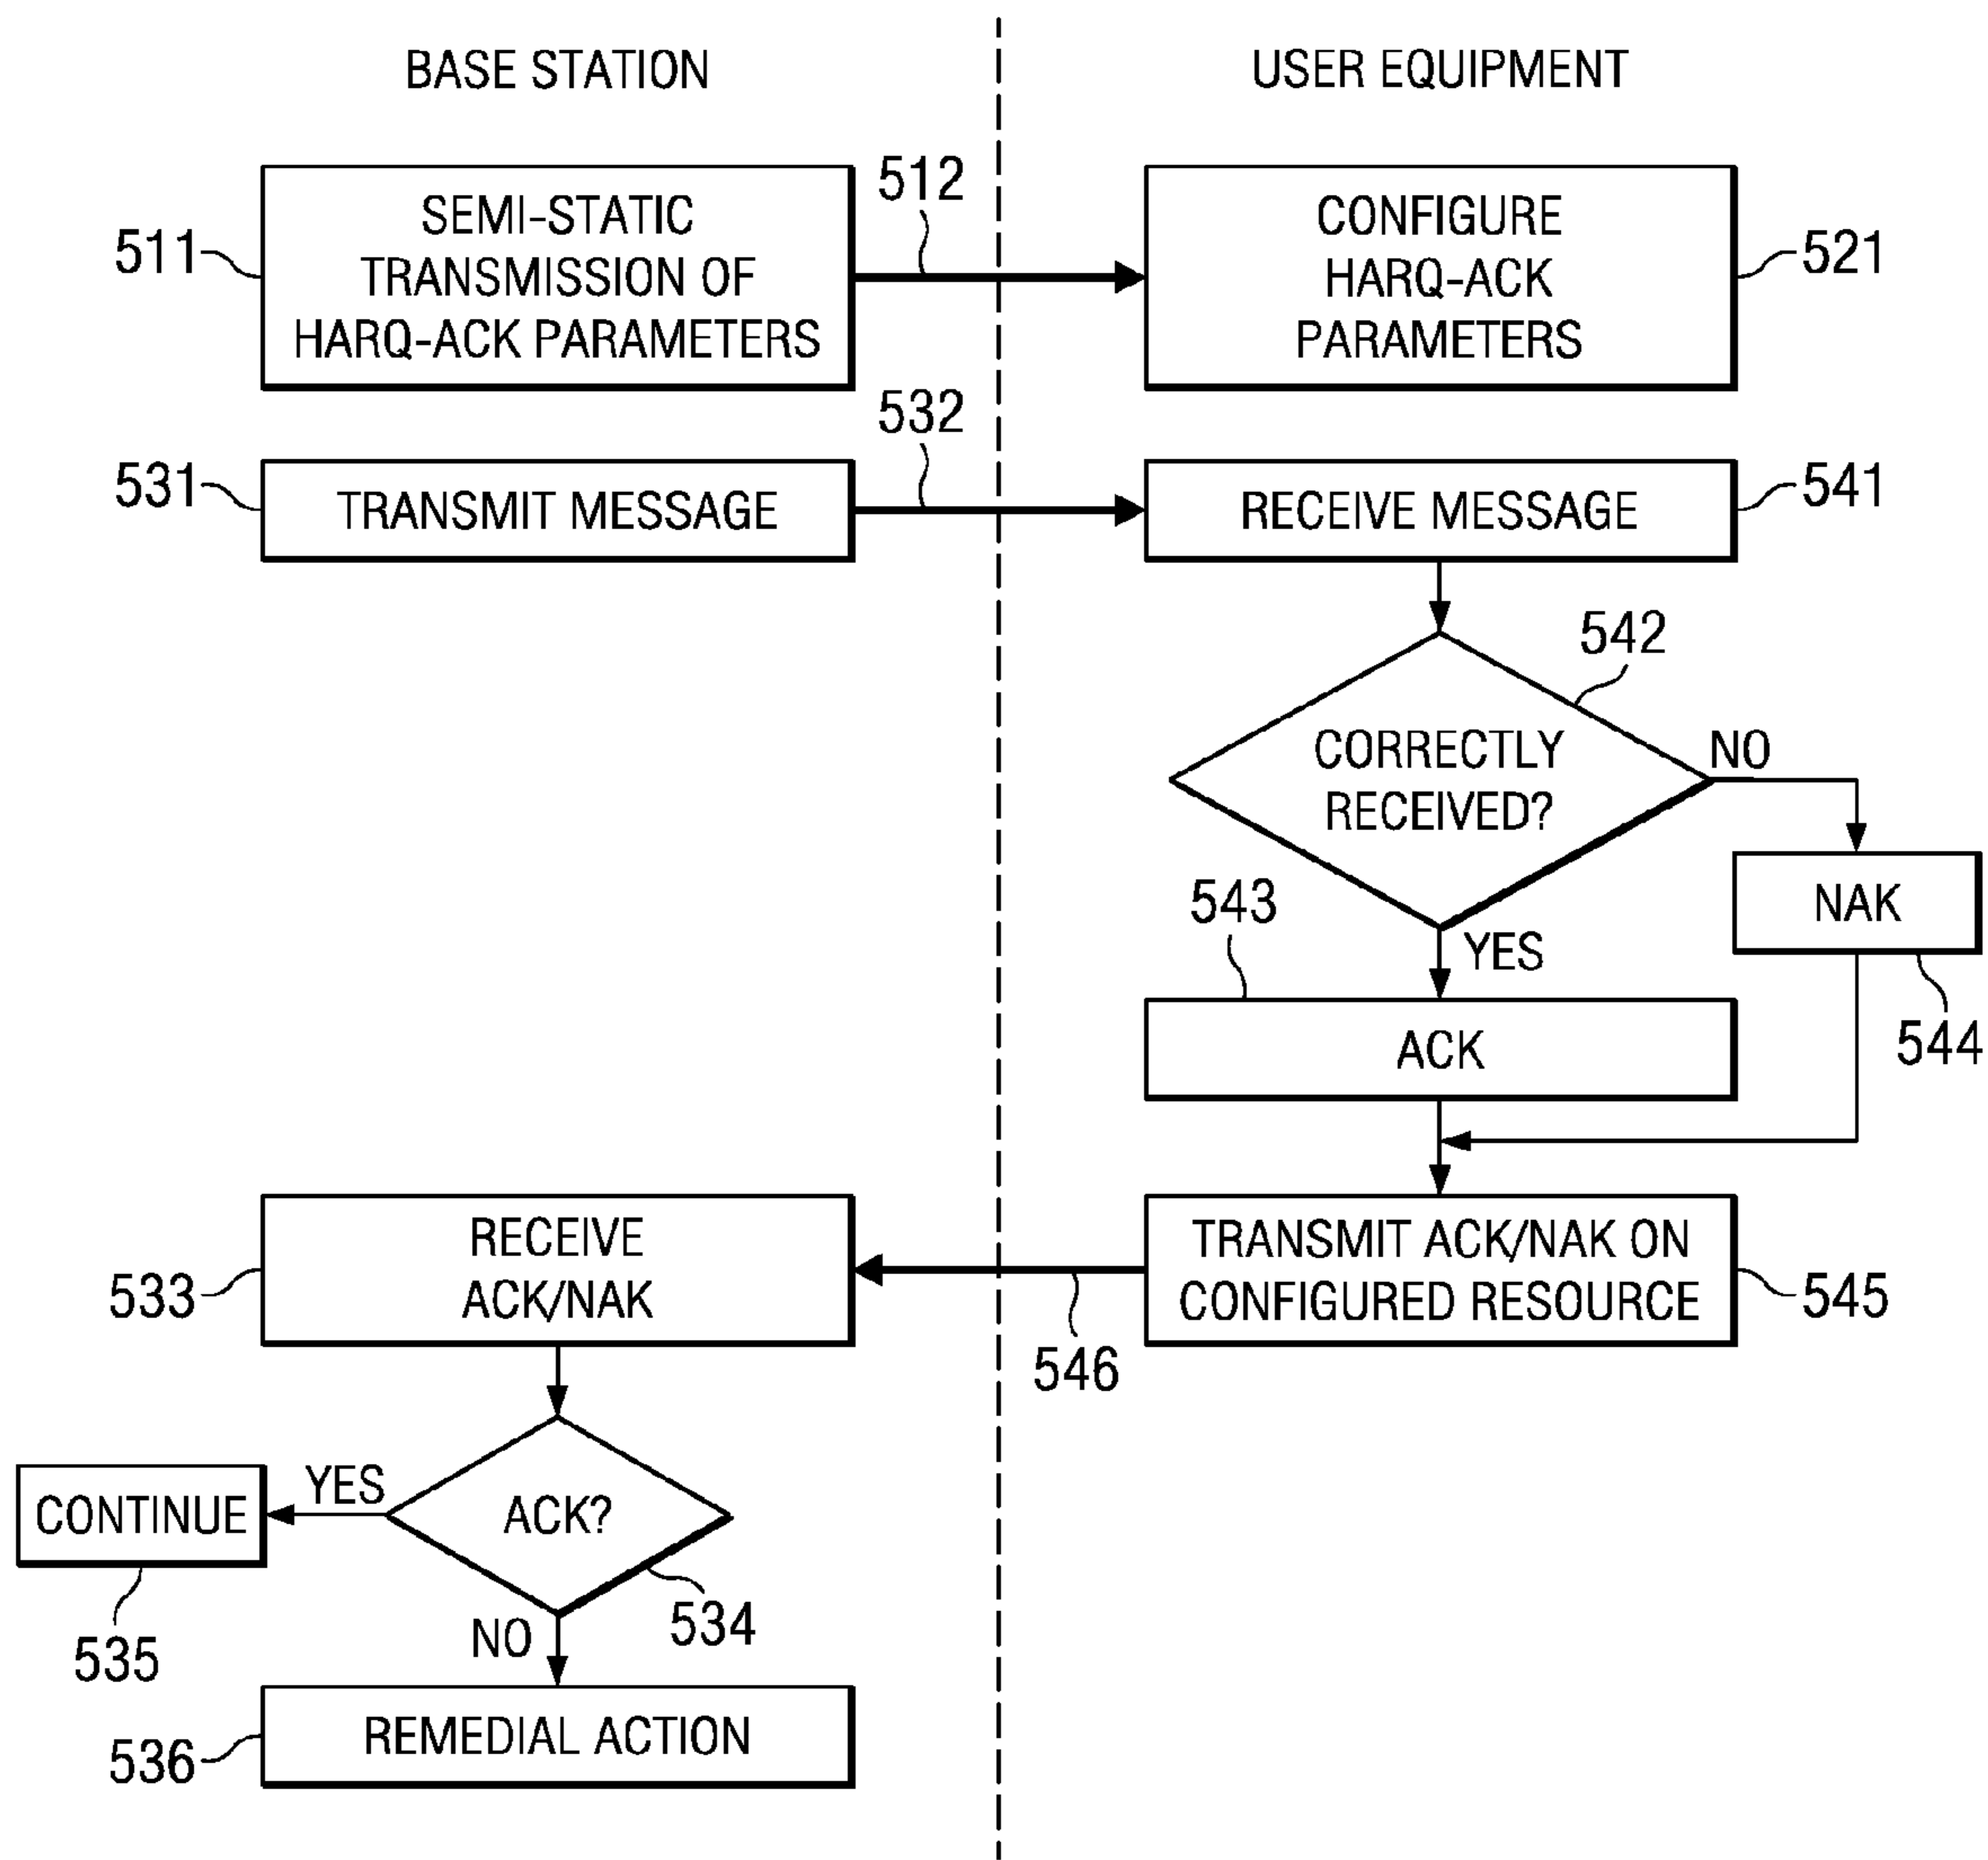 BASE STATION
USER EQUIPMENT
512
511
SEMI-STATIC
TRANSMISSION OF
HARQ-ACK PARAMETERS
CONFIGURE
HARQ-ACK
PARAMETERS
521
532
531
TRANSMIT MESSAGE
RECEIVE MESSAGE
541
542
CORRECTLY
RECEIVED?
NO
NAK
544
543
YES
ACK
533
RECEIVE
ACK/NAK
TRANSMIT ACK/NAK ON
CONFIGURED RESOURCE
545
546
CONTINUE
YES
ACK?
535
NO
534
536
REMEDIAL ACTION